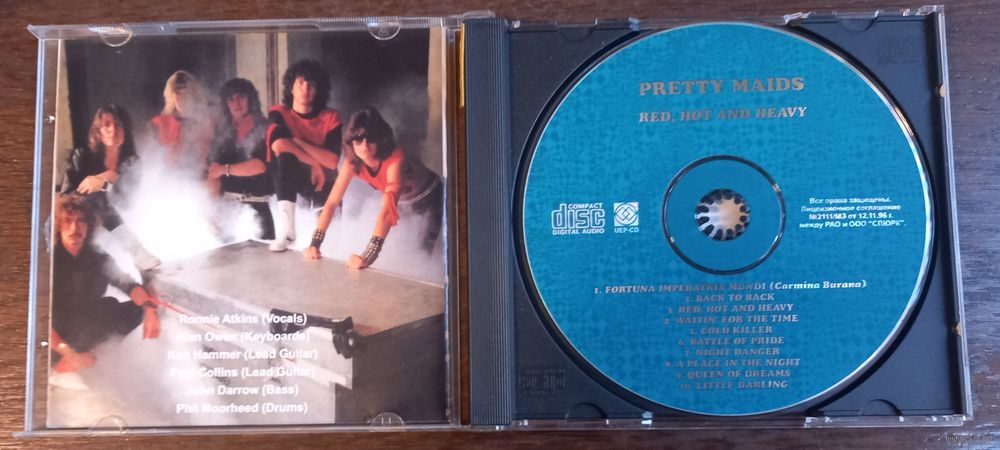 Ronnie Atkins (Vocals)
Alan Owen (Keyboards)
Ken Hammer (Lead Guitar)
Pete Collins (Lead Guitar)
John Darrow (Bass)
Phil Moorheed (Drums)
PRETTY MAIDS
RED, HOT AND HEAVY
COMPACT
disc
DIGITAL AUDIO
UEP-CD
Все права защищены.
Лицензионное соглашение
№2111/МЗ от 12.11.96 г.
между РАО и ООО "СПЮРК".
1. FORTUNA IMPERATRIX MUNDI (Carmina Burana)
2. BACK TO BACK
3. RED, HOT AND HEAVY
4. WAITIN' FOR THE TIME
5. COLD KILLER
6. BATTLE OF PRIDE
7. NIGHT DANGER
8. A PLACE IN THE NIGHT
9. QUEEN OF DREAMS
10. LITTLE DARLING